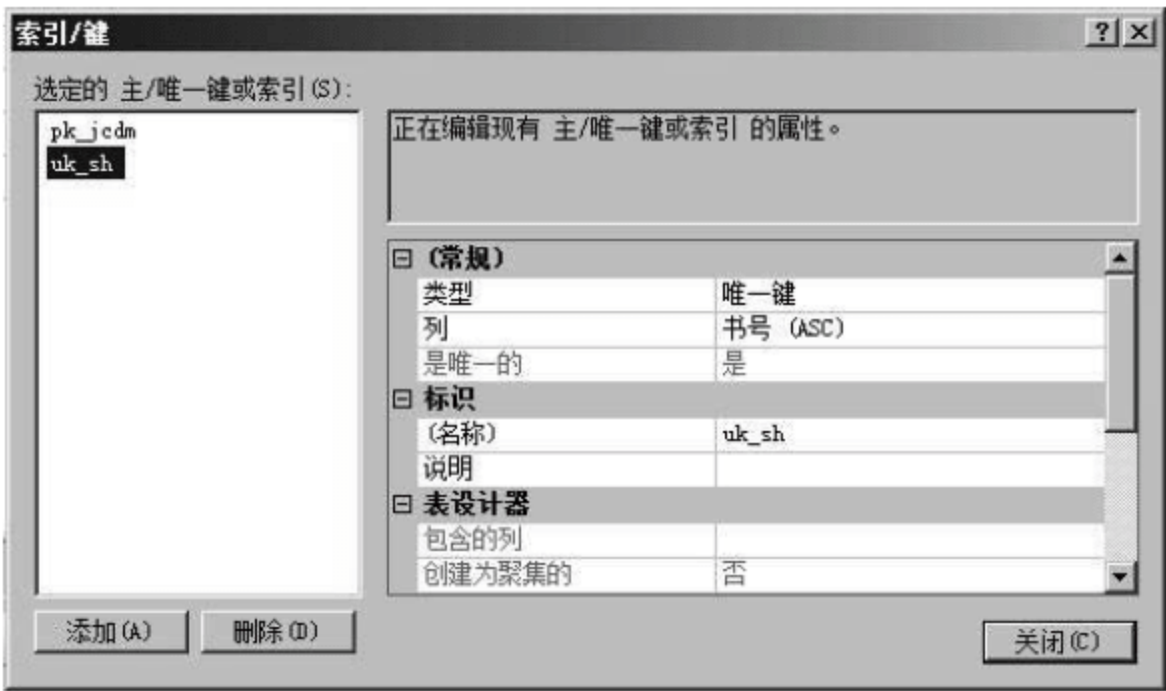 索引/键
选定的 主/唯一键或索引(S):
pk_jcdm
uk_sh
正在编辑现有 主/唯一键或索引 的属性。
(常规)
类型 唯一键
列 书号 (ASC)
是唯一的 是
标识
(名称) uk_sh
说明
表设计器
包含的列
创建为聚集的 否
添加(A) 删除(D)
关闭(C)